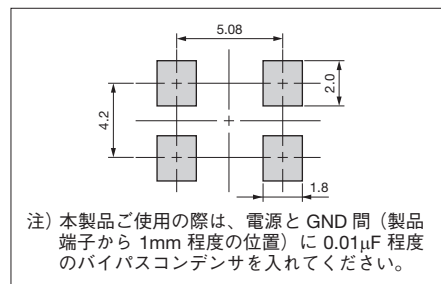 5.08
4.2
2.0
1.8
注）本製品ご使用の際は、電源と GND 間（製品
端子から 1mm 程度の位置）に 0.01μF 程度
のバイパスコンデンサを入れてください。